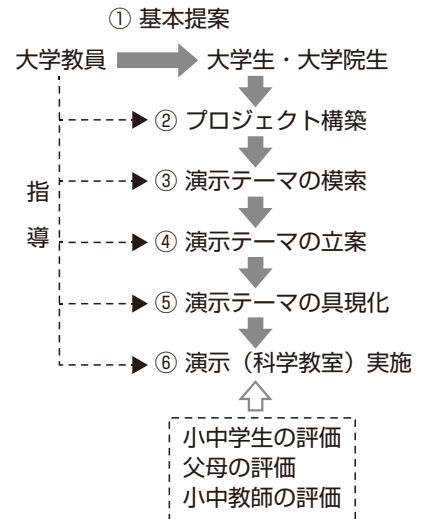 ① 基本提案
大学教員 大学生・大学院生
② プロジェクト構築
③ 演示テーマの模索
指導
④ 演示テーマの立案
⑤ 演示テーマの具現化
⑥ 演示（科学教室）実施
小中学生の評価
父母の評価
小中教師の評価